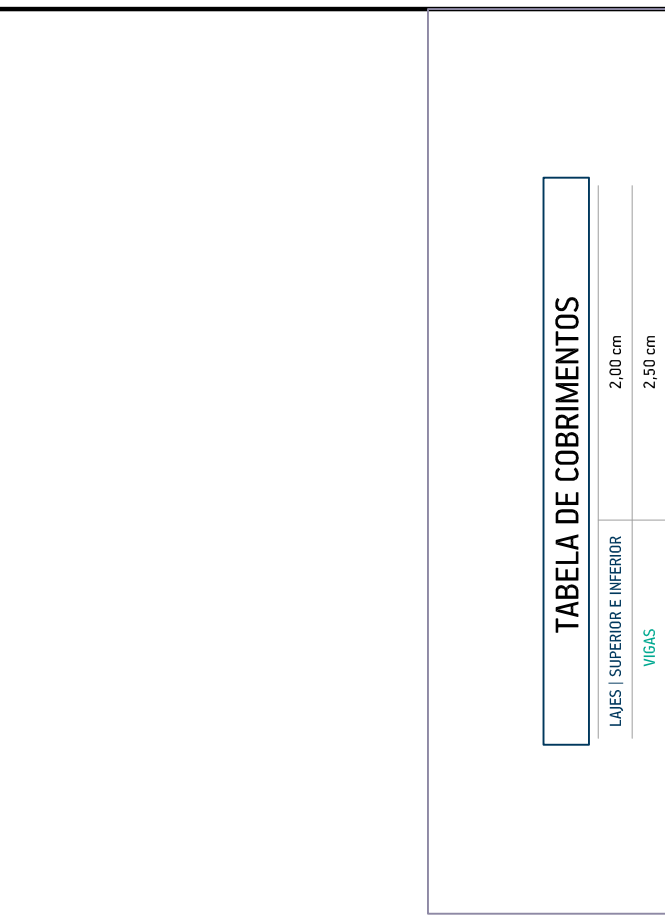 TABELA DE COBRIMENTOS
LAJES | SUPERIOR E INFERIOR 2,00 cm
VIGAS 2,50 cm